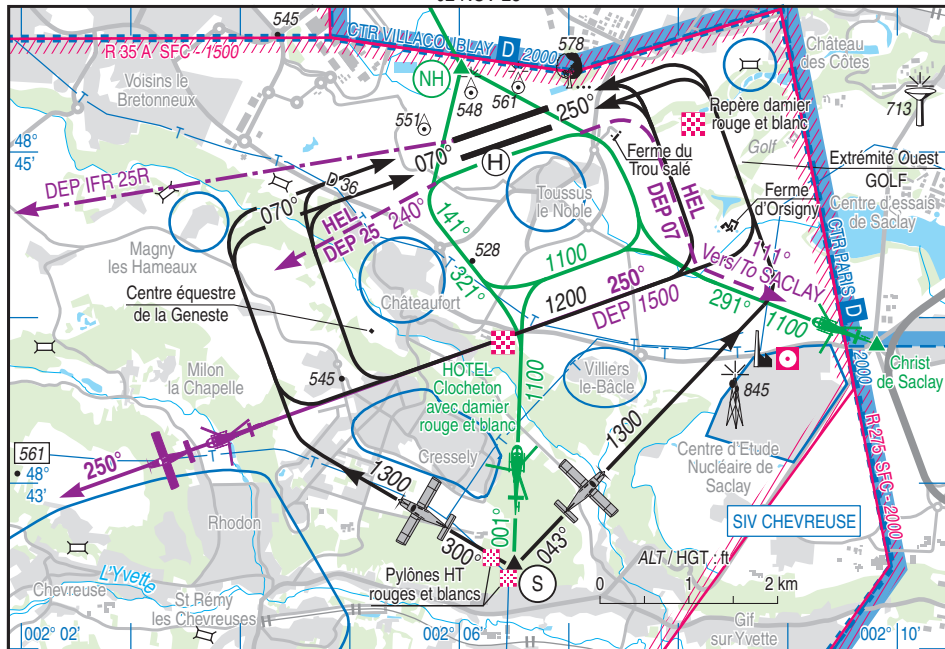 545
R 35 A SFC - 1500
CTR VILLACOUBLAY D 2000
578
Château
des Côtes
Voisins le
Bretonneux
NH
548
561
551
250°
Repère damier
rouge et blanc
713
48°
45'
070°
H
Golf
Ferme du
Trou salé
Extrémité Ouest
GOLF
DEP IFR 25R
D 36
070°
HEL
DEP 25 240°
141°
Toussus
le Noble
HEL
DEP 07
Ferme
d'Orsigny
Centre d'essais
de Saclay
CTR PARIS
D
2000
Magny
les Hameaux
528
321°
1100
111°
Vers/To SACLAY
Centre équestre
de la Geneste
Châteaufort
1200
250°
DEP 1500
291°
1100
Milon
la Chapelle
545
HOTEL
Clocheton
avec damier
rouge et blanc
1100
Villiers
le-Bâcle
Christ
de Saclay
845
561
48°
43'
250°
1300
Cressely
1300
Centre d'Etude
Nucléaire de
Saclay
R 275 SFC - 2000
Rhodon
SIV CHEVREUSE
300°
001°
043°
ALT / HGT : ft
Pylônes HT
rouges et blancs
S
0 1 2 km
L'Yvette
Chevreuse
St Rémy
les Chevreuses
Gif
sur Yvette
002° 02'
002° 06'
002° 10'